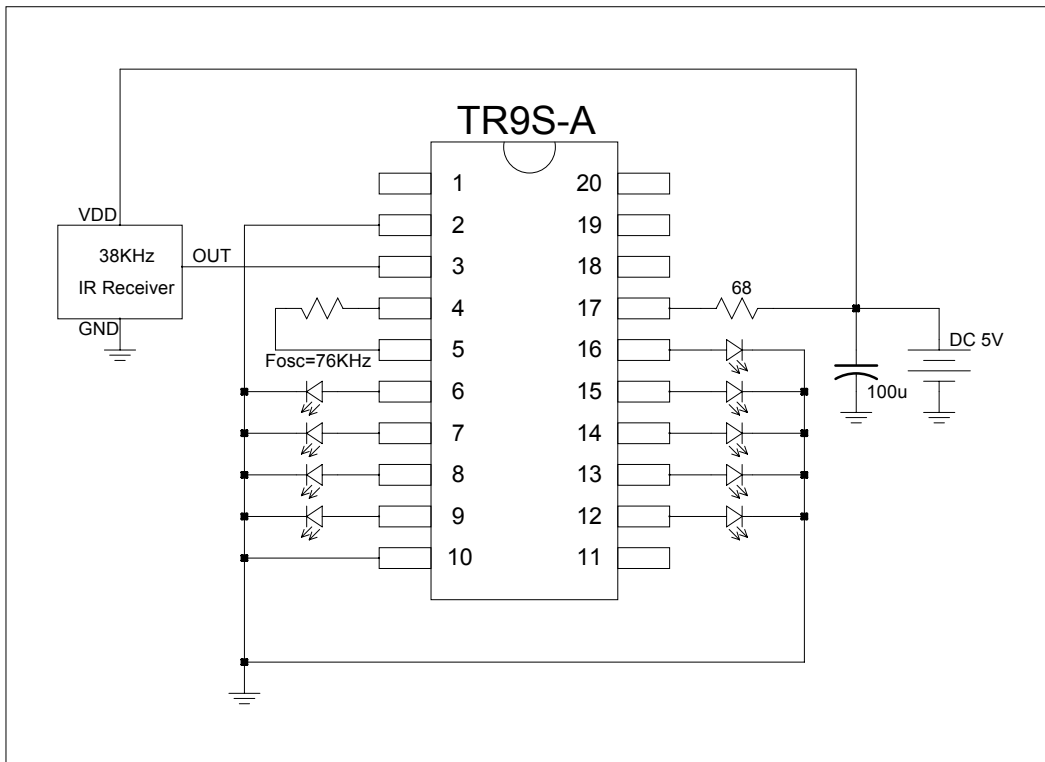 TR9S-A
1 20
VDD
2 19
38KHz OUT
3 18
IR Receiver
68
4 17
GND
DC 5V
5 16
Fosc=76KHz
6 15
100u
7 14
8 13
9 12
10 11